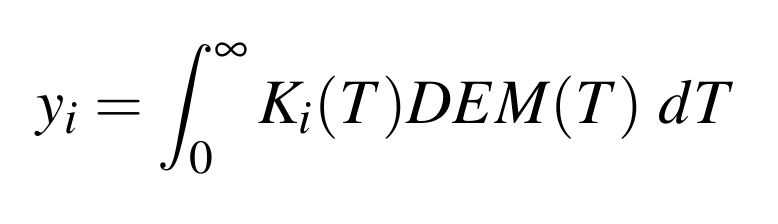 $y_i = \int_0^\infty K_i(T) DEM(T) \, dT$